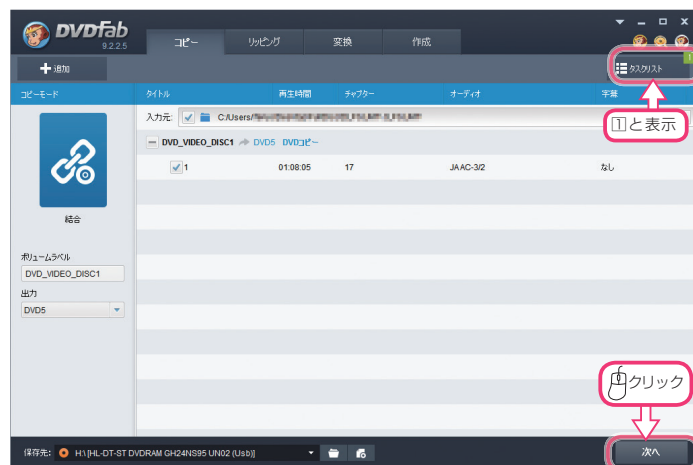 DVDFab
9.2.2.5
コピー
リッピング
変換
作成
追加
タスクリスト
1
コピーモード
タイトル
再生時間
チャプター
オーディオ
字幕
1と表示
入力元:
C:/Users/
DVD_VIDEO_DISC1
DVD5
DVDコピー
1
01:08:05
17
JA AC-3/2
なし
結合
ボリュームラベル
DVD_VIDEO_DISC1
出力
DVD5
クリック
保存先:
H:\ [HL-DT-ST DVDRAM GH24NS95 UN02 (Usb)]
次へ